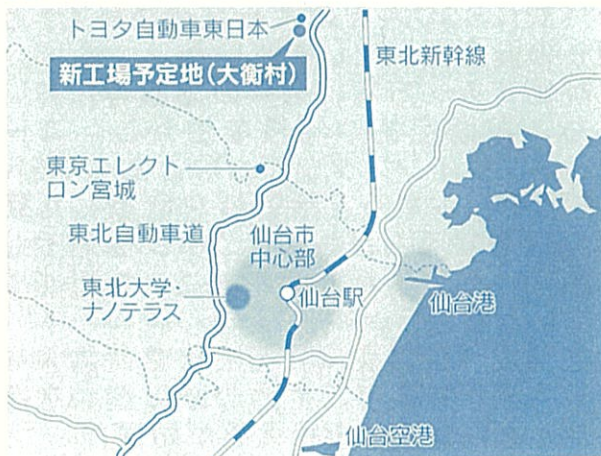 トヨタ自動車東日本
新工場予定地(大衡村)
東北新幹線
東京エレクト
ロン宮城
東北自動車道
仙台市
中心部
東北大学・
ナノテラス
仙台駅
仙台港
仙台空港